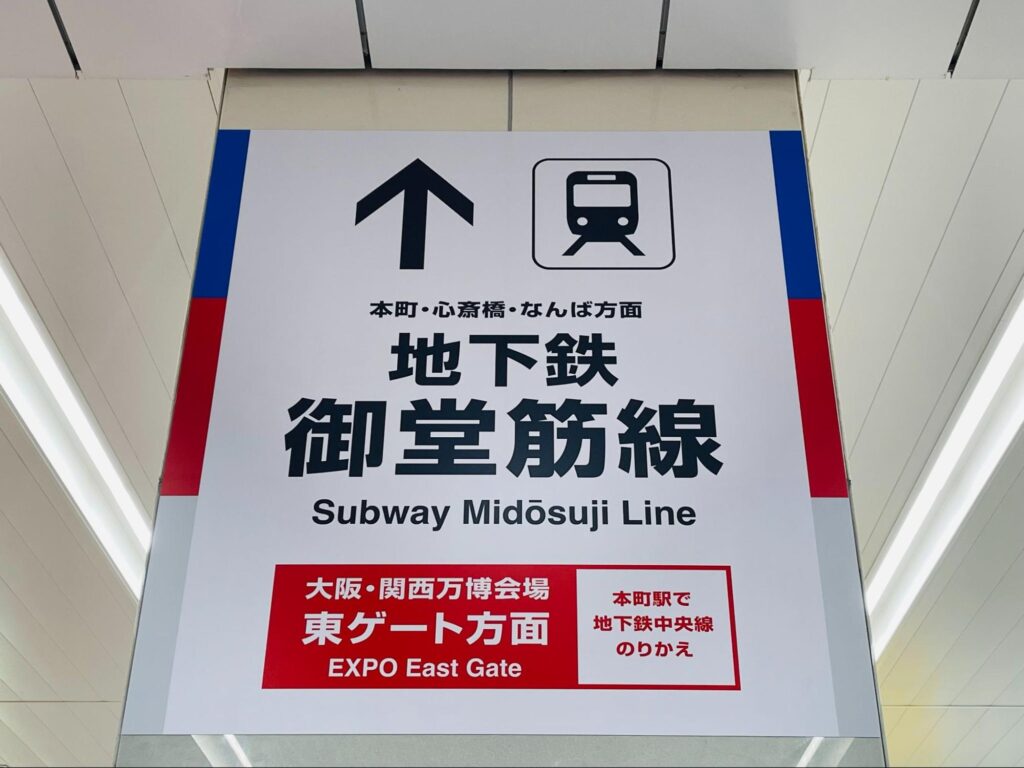 本町・心斎橋・なんば方面
地下鉄
御堂筋線
Subway Midōsuji Line
大阪・関西万博会場
東ゲート方面
EXPO East Gate
本町駅で
地下鉄中央線
のりかえ